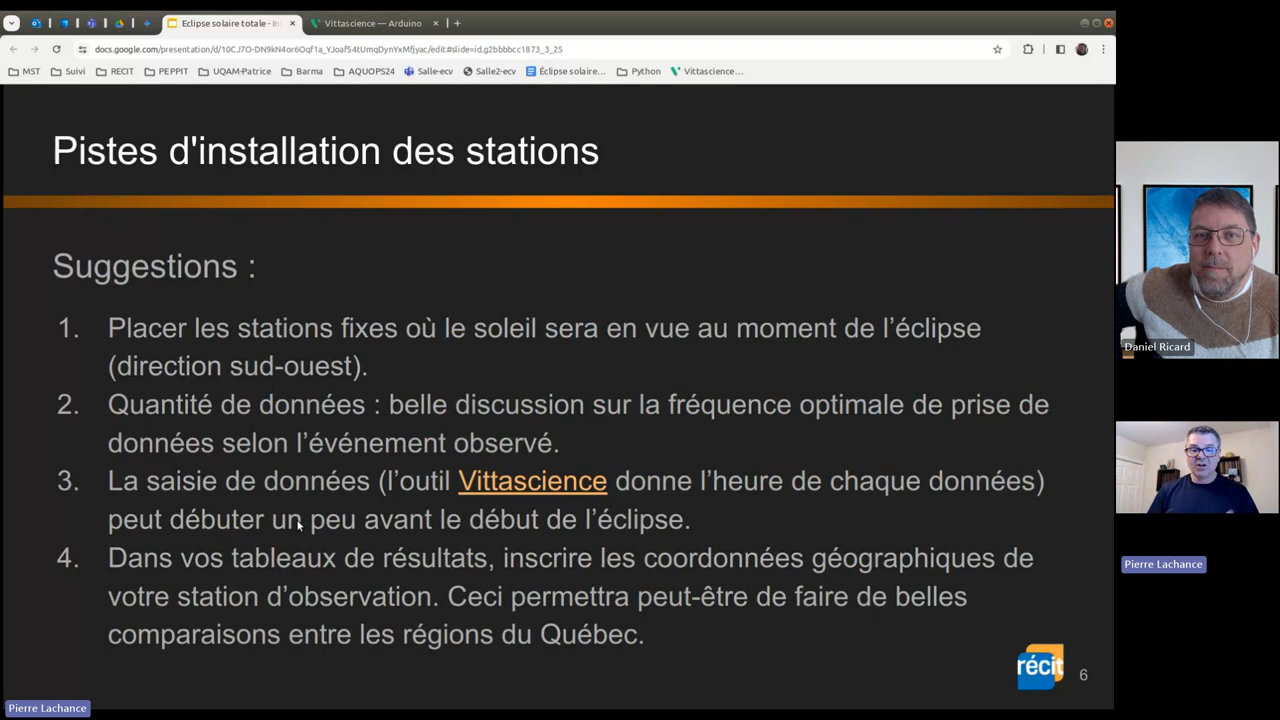 Eclipse solaire totale - In
Vittascience — Arduino
docs.google.com/presentation/d/10CJ7O-DN9kN4or6Oqf1a_YJoaf54tUmqDynYxMfjyac/edit#slide=id.g2bbbbcc1873_3_25
MST Suivi RECIT PEPPIT UQAM-Patrice Barma AQUOPS24 Salle-ecv Salle2-ecv Éclipse solaire... Python Vittascience...
Pistes d'installation des stations
Suggestions :
1. Placer les stations fixes où le soleil sera en vue au moment de l’éclipse
(direction sud-ouest).
2. Quantité de données : belle discussion sur la fréquence optimale de prise de
données selon l’événement observé.
3. La saisie de données (l’outil Vittascience donne l’heure de chaque données)
peut débuter un peu avant le début de l’éclipse.
4. Dans vos tableaux de résultats, inscrire les coordonnées géographiques de
votre station d’observation. Ceci permettra peut-être de faire de belles
comparaisons entre les régions du Québec.
récit
6
Daniel Ricard
Pierre Lachance
Pierre Lachance